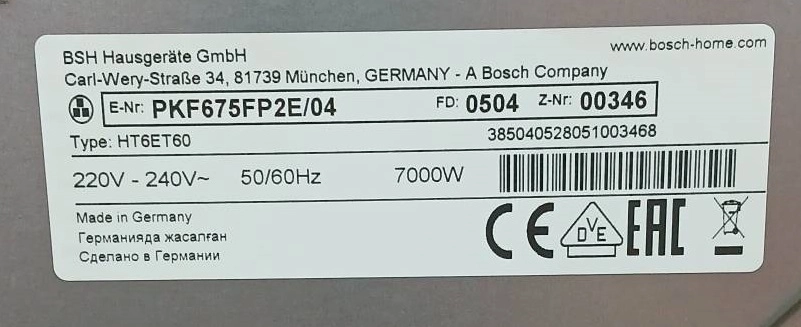 BSH Hausgeräte GmbH
www.bosch-home.com
Carl-Wery-Straße 34, 81739 München, GERMANY - A Bosch Company
E-Nr: PKF675FP2E/04 FD: 0504 Z-Nr: 00346
Type: HT6ET60
385040528051003468
220V - 240V~ 50/60Hz 7000W
Made in Germany
Германияда жасалған
Сделано в Германии
CE DVE EAC